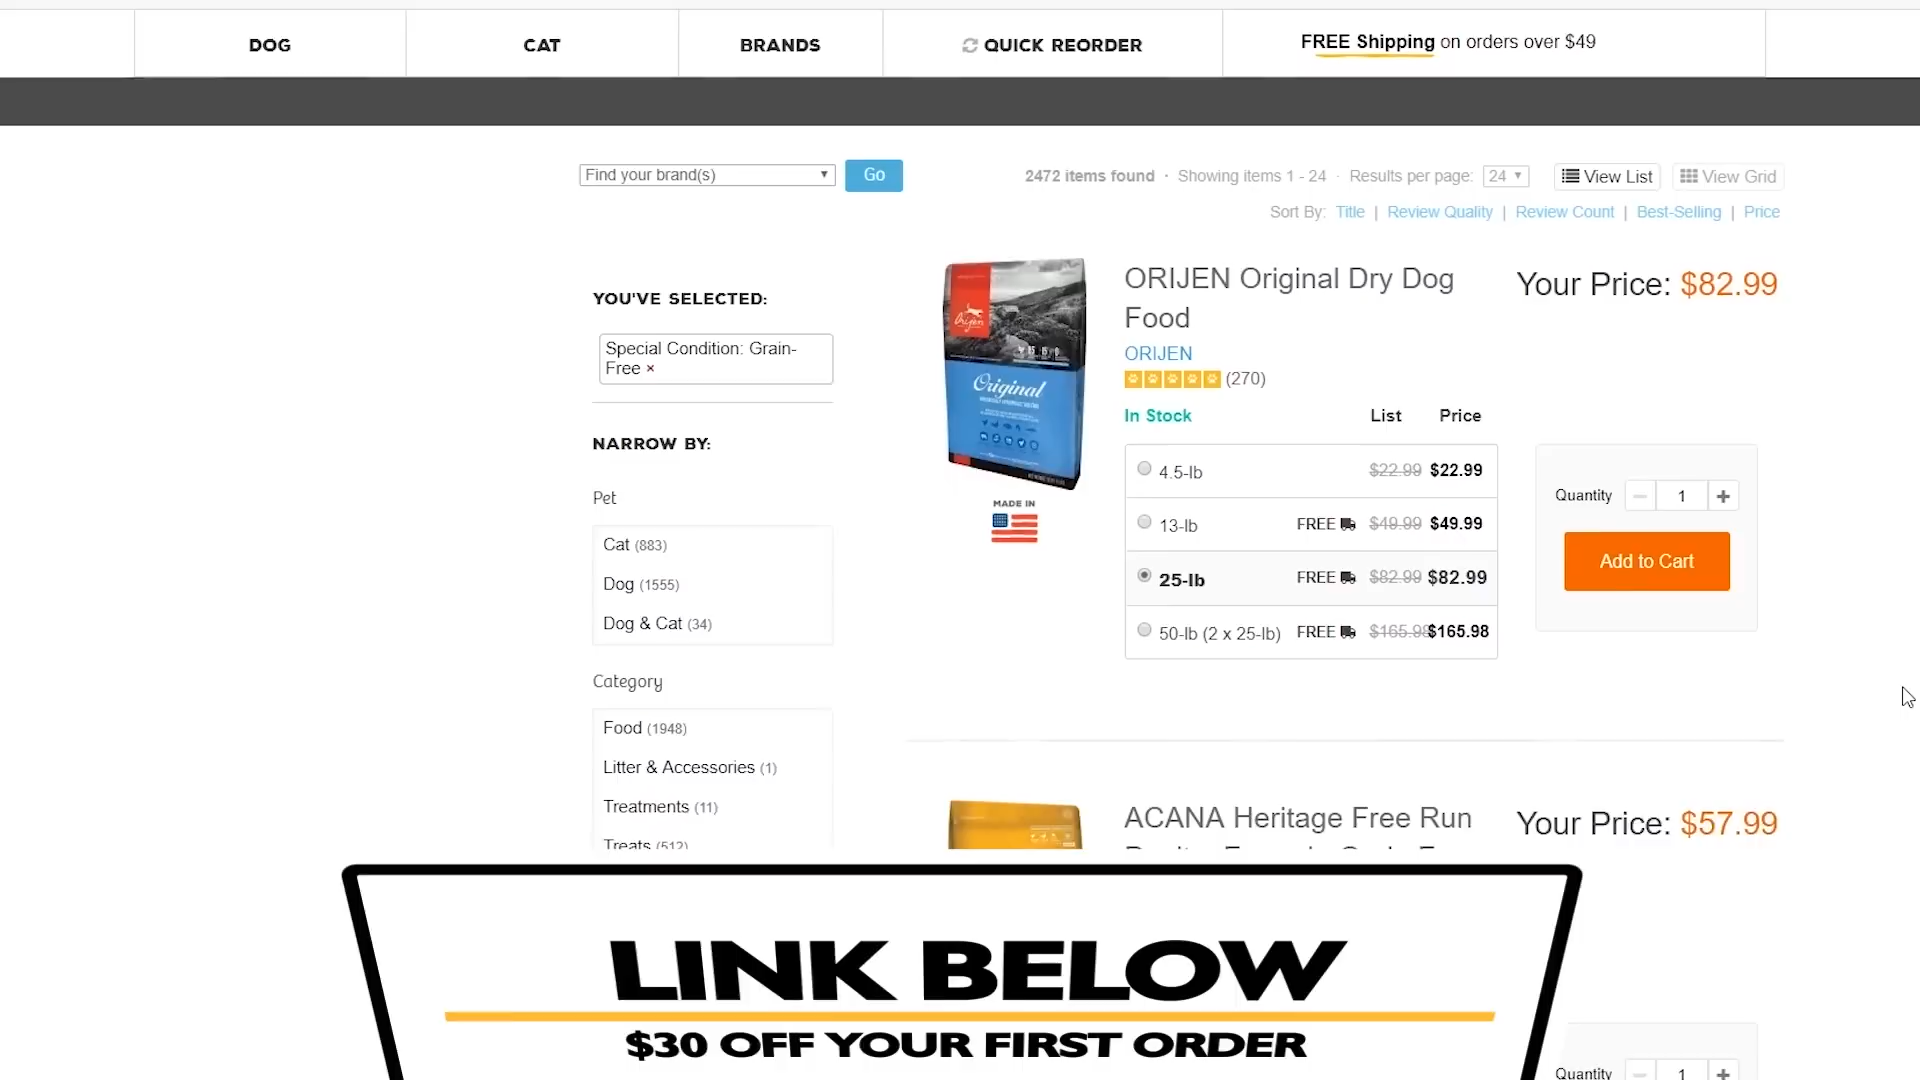 DOG
CAT
BRANDS
QUICK REORDER
FREE Shipping on orders over $49
Find your brand(s)
Go
2472 items found · Showing items 1 - 24 · Results per page: 24
View List
View Grid
Sort By: Title | Review Quality | Review Count | Best-Selling | Price
YOU'VE SELECTED:
Special Condition: Grain-
Free ×
NARROW BY:
Pet
Cat (883)
Dog (1555)
Dog & Cat (34)
Category
Food (1948)
Litter & Accessories (1)
Treatments (11)
Treats (512)
Orijen
Original
MADE IN
ORIJEN Original Dry Dog
Food
ORIJEN
(270)
In Stock
List Price
4.5-lb $22.99 $22.99
13-lb FREE $49.99 $49.99
25-lb FREE $82.99 $82.99
50-lb (2 x 25-lb) FREE $165.98 $165.98
Your Price: $82.99
Quantity 1
Add to Cart
ACANA Heritage Free Run
Your Price: $57.99
LINK BELOW
$30 OFF YOUR FIRST ORDER
Quantity 1